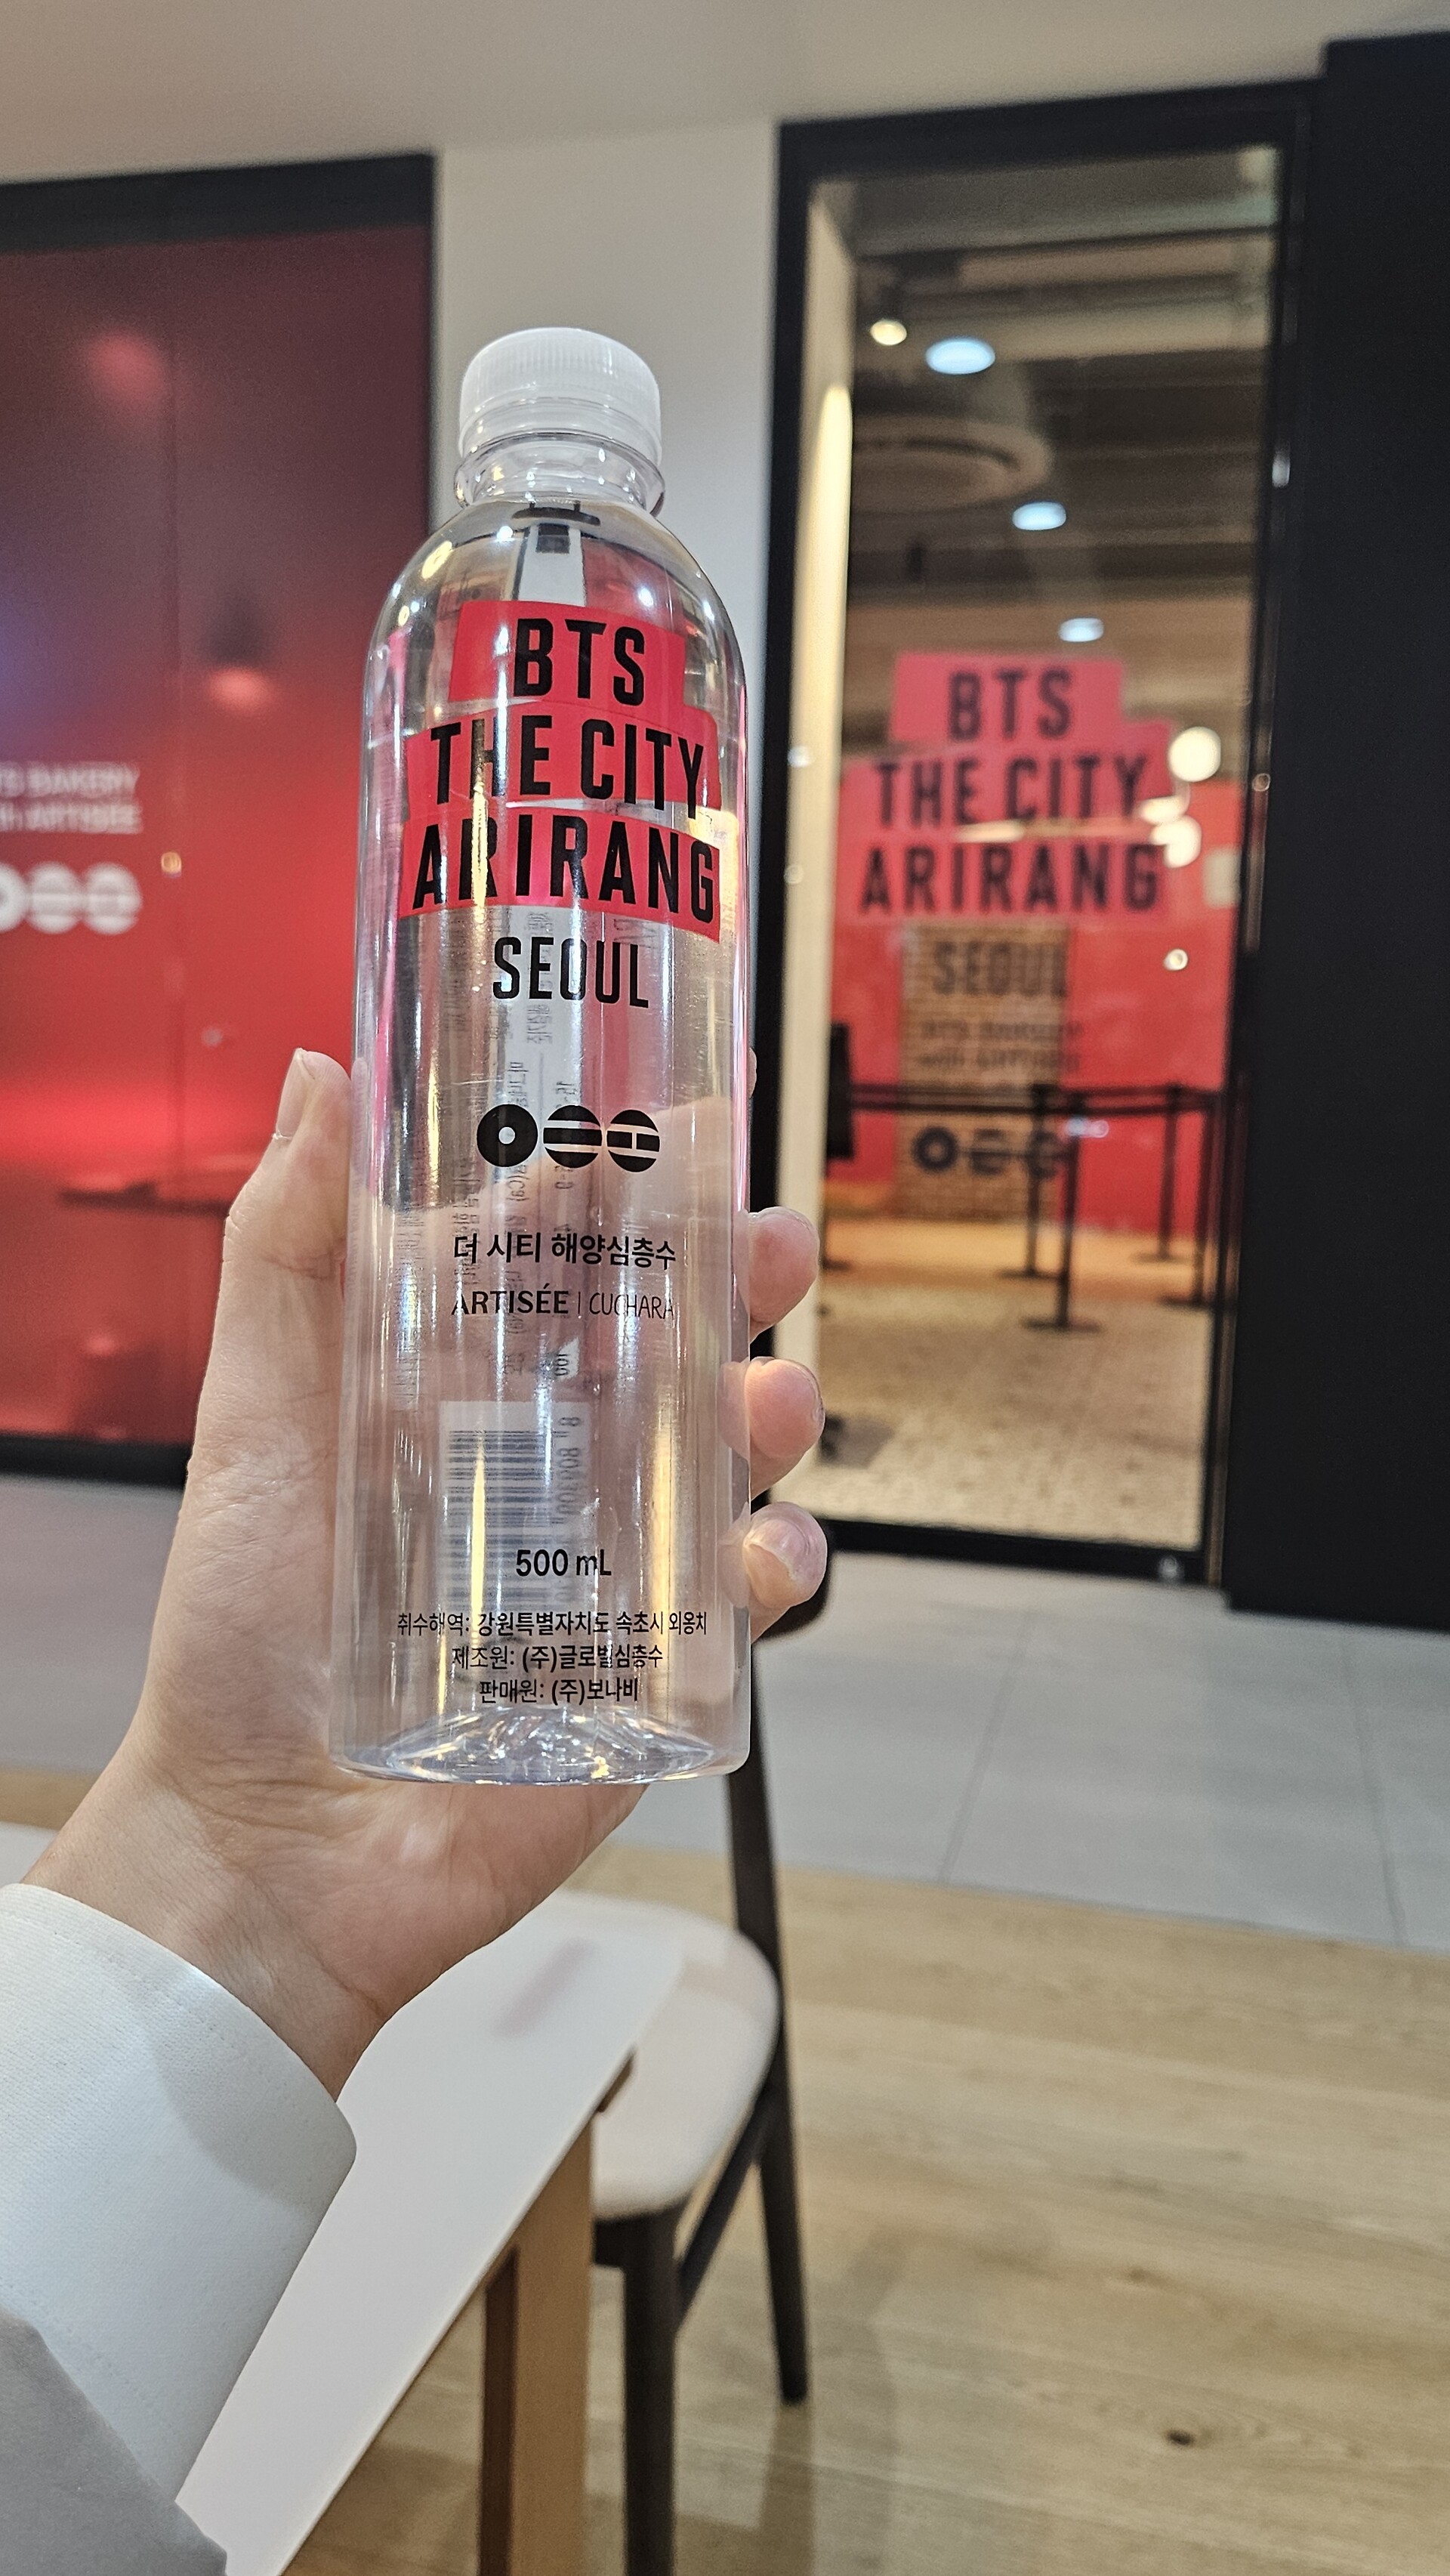 BTS
THE CITY
ARIRANG
SEOUL
더 시티 해양심층수
ARTISÉE | CUCHARA
500 mL
취수해역: 강원특별자치도 속초시 외옹치
제조원: (주)글로벌심층수
판매원: (주)보나비
BTS
THE CITY
ARIRANG
SEOUL
BAKERY
ARTISÉE